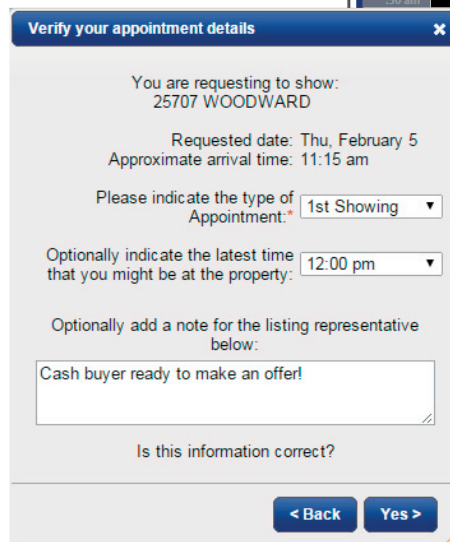 :30 am
Verify your appointment details
You are requesting to show:
25707 WOODWARD
Requested date: Thu, February 5
Approximate arrival time: 11:15 am
Please indicate the type of
Appointment:* 1st Showing
Optionally indicate the latest time
that you might be at the property: 12:00 pm
Optionally add a note for the listing representative
below:
Cash buyer ready to make an offer!
Is this information correct?
< Back Yes >